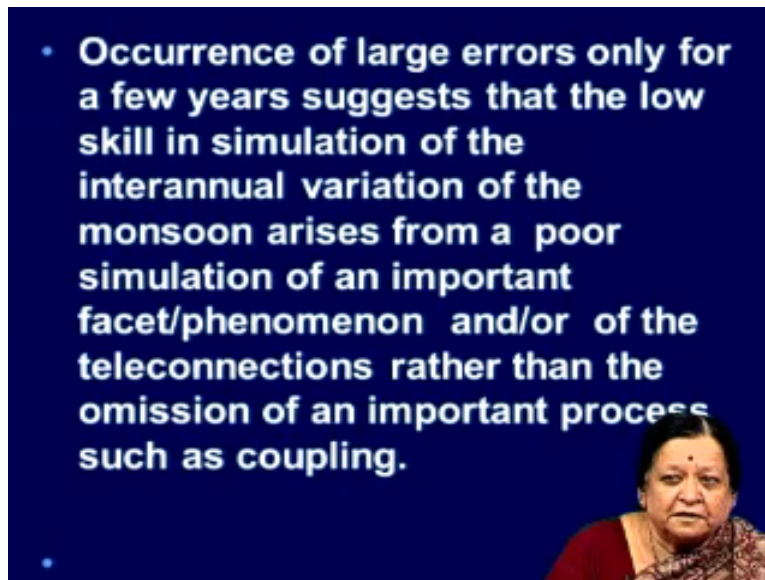 • Occurrence of large errors only for
a few years suggests that the low
skill in simulation of the
interannual variation of the
monsoon arises from a poor
simulation of an important
facet/phenomenon and/or of the
teleconnections rather than the
omission of an important process
such as coupling.
•